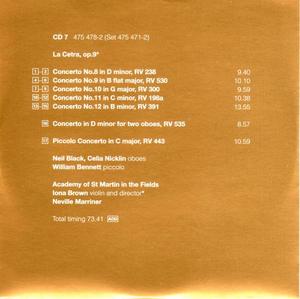 CD 7 475 478-2 (Set 475 471-2)
La Cetra, op.9*
1 - 3 Concerto No.8 in D minor, RV 238 9.40
4 - 6 Concerto No.9 in B flat major, RV 530 10.10
7 - 9 Concerto No.10 in G major, RV 300 9.59
10 - 12 Concerto No.11 in C minor, RV 198a 10.38
13 - 15 Concerto No.12 in B minor, RV 391 13.55
16 Concerto in D minor for two oboes, RV 535 8.57
17 Piccolo Concerto in C major, RV 443 10.59
Neil Black, Celia Nicklin oboes
William Bennett piccolo
Academy of St Martin in the Fields
Iona Brown violin and director*
Neville Marriner
Total timing 73.41 ADD